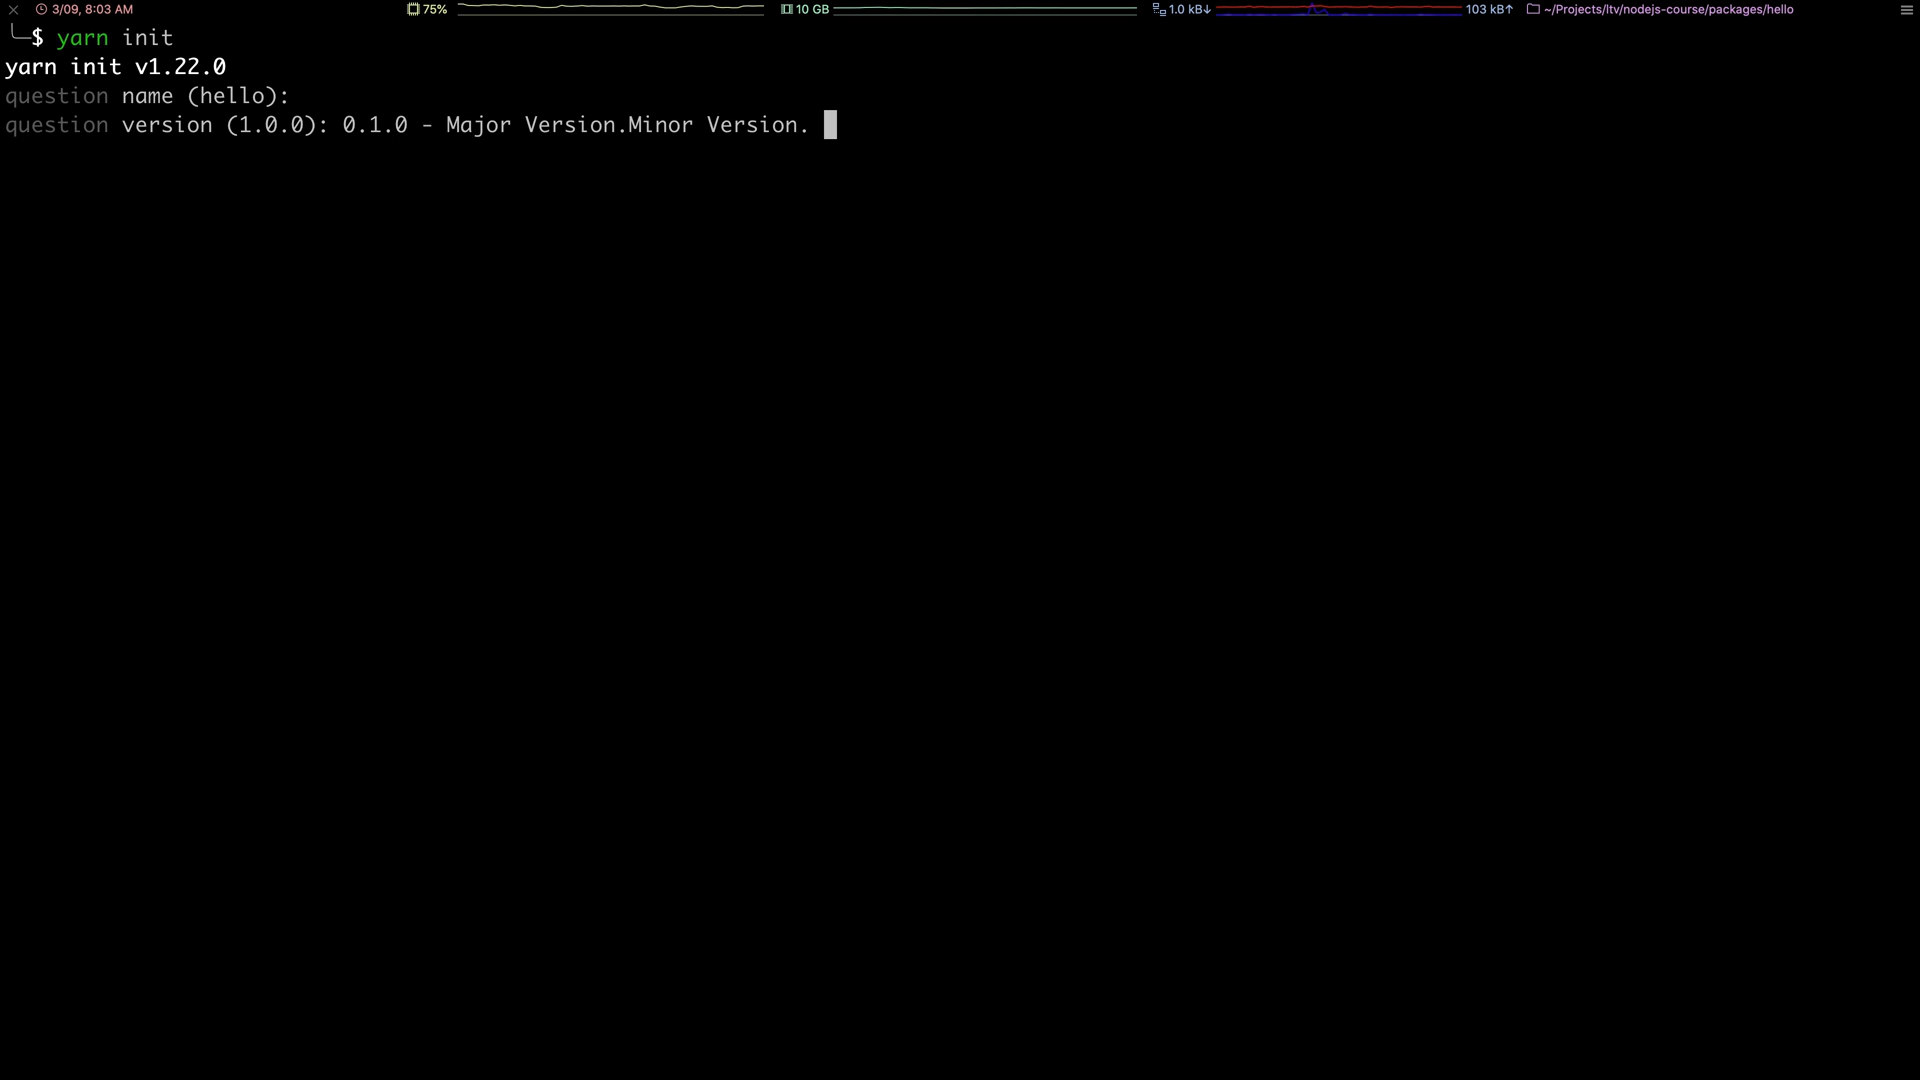 3/09, 8:03 AM 75% 10 GB 1.0 kB↓ 103 kB↑ ~/Projects/ltv/nodejs-course/packages/hello
$ yarn init
yarn init v1.22.0
question name (hello):
question version (1.0.0): 0.1.0 - Major Version.Minor Version.